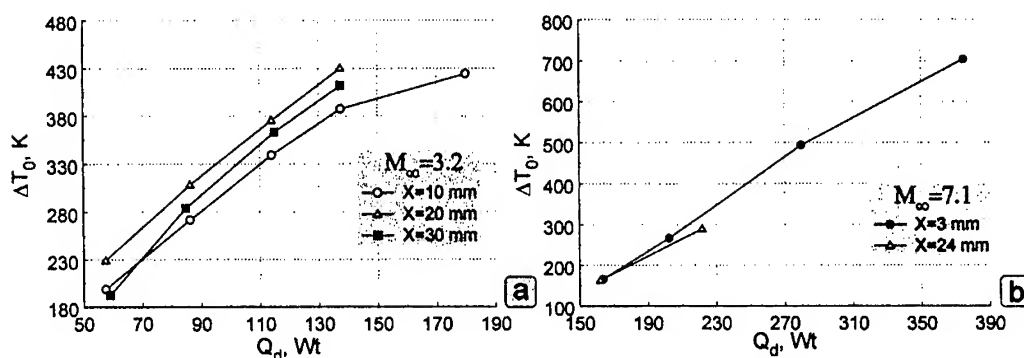 480
430
380
330
280
230
180
ΔT₀, K
50
70
90
110
130
150
170
190
Q_d, Wt
M∞=3.2
X=10 mm
X=20 mm
X=30 mm
a
800
700
600
500
400
300
200
100
ΔT₀, K
150
190
230
270
310
350
390
Q_d, Wt
M∞=7.1
X=3 mm
X=24 mm
b